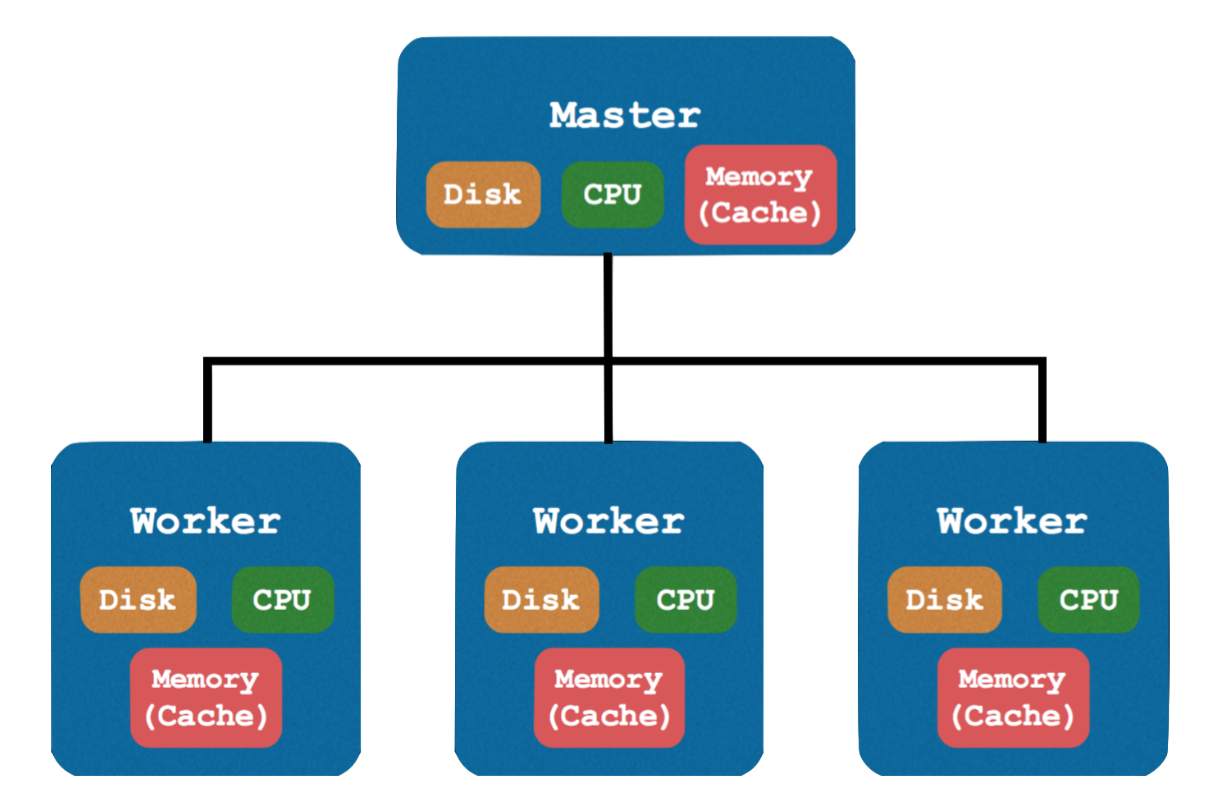 Master
Disk CPU Memory
(Cache)
Worker Worker Worker
Disk CPU Disk CPU Disk CPU
Memory Memory Memory
(Cache) (Cache) (Cache)